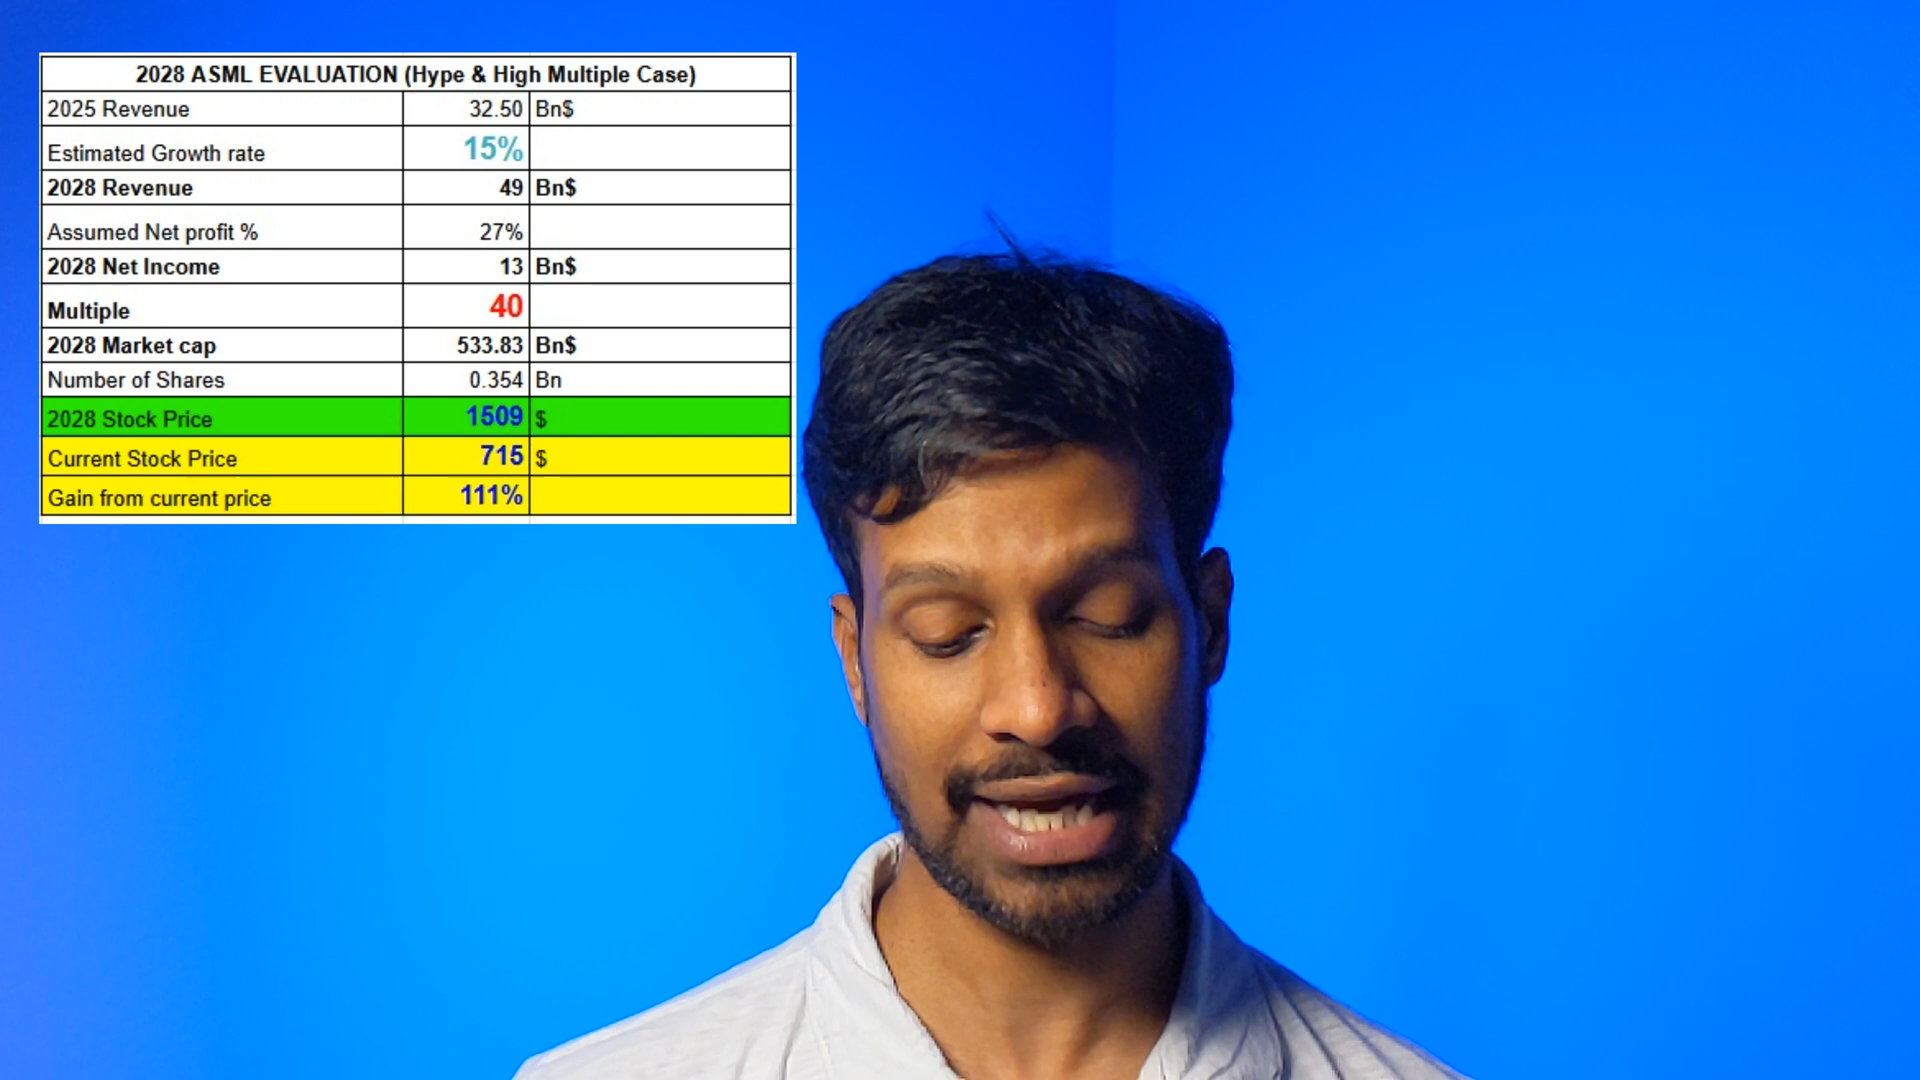 2028 ASML EVALUATION (Hype & High Multiple Case)
2025 Revenue 32.50 Bn$
Estimated Growth rate 15%
2028 Revenue 49 Bn$
Assumed Net profit % 27%
2028 Net Income 13 Bn$
Multiple 40
2028 Market cap 533.83 Bn$
Number of Shares 0.354 Bn
2028 Stock Price 1509 $
Current Stock Price 715 $
Gain from current price 111%